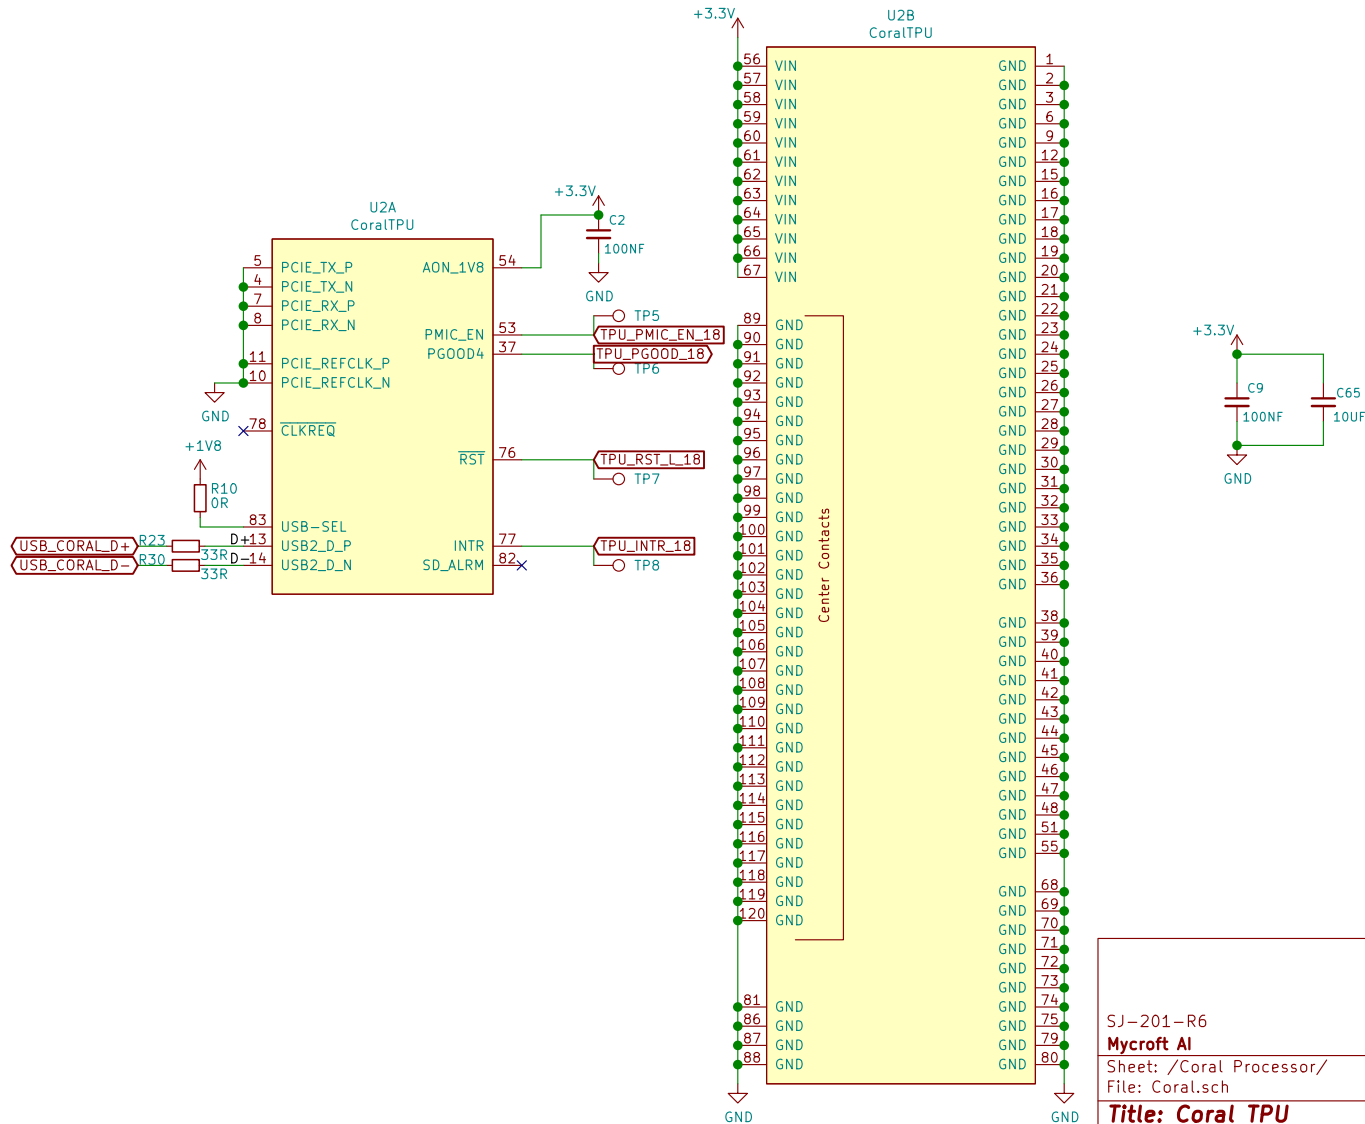 U2A
CoralTPU
5 PCIE_TX_P
4 PCIE_TX_N
7 PCIE_RX_P
8 PCIE_RX_N
11 PCIE_REFCLK_P
10 PCIE_REFCLK_N
GND
78 CLKREQ
+1V8
R10
0R
83 USB-SEL
USB_CORAL_D+ R23 33R D+ 13 USB2_D_P
USB_CORAL_D- R30 33R D- 14 USB2_D_N
AON_1V8 54
+3.3V
C2
100NF
GND
PMIC_EN 53
TP5
TPU_PMIC_EN_18
PGOOD4 37
TPU_PGOOD_18
TP6
RST 76
TPU_RST_L_18
TP7
INTR 77
TPU_INTR_18
SD_ALRM 82
TP8
+3.3V
U2B
CoralTPU
56 VIN
57 VIN
58 VIN
59 VIN
60 VIN
61 VIN
62 VIN
63 VIN
64 VIN
65 VIN
66 VIN
67 VIN
89 GND
90 GND
91 GND
92 GND
93 GND
94 GND
95 GND
96 GND
97 GND
98 GND
99 GND
100 GND
101 GND
102 GND
103 GND
104 GND
105 GND
106 GND
107 GND
108 GND
109 GND
110 GND
111 GND
112 GND
113 GND
114 GND
115 GND
116 GND
117 GND
118 GND
119 GND
120 GND
Center Contacts
81 GND
86 GND
87 GND
88 GND
GND
GND 1
GND 2
GND 3
GND 6
GND 9
GND 12
GND 15
GND 16
GND 17
GND 18
GND 19
GND 20
GND 21
GND 22
GND 23
GND 24
GND 25
GND 26
GND 27
GND 28
GND 29
GND 30
GND 31
GND 32
GND 33
GND 34
GND 35
GND 36
GND 38
GND 39
GND 40
GND 41
GND 42
GND 43
GND 44
GND 45
GND 46
GND 47
GND 48
GND 51
GND 55
GND 68
GND 69
GND 70
GND 71
GND 72
GND 73
GND 74
GND 75
GND 79
GND 80
GND
+3.3V
C9
100NF
C65
10UF
GND
SJ-201-R6
Mycroft AI
Sheet: /Coral Processor/
File: Coral.sch
Title: Coral TPU